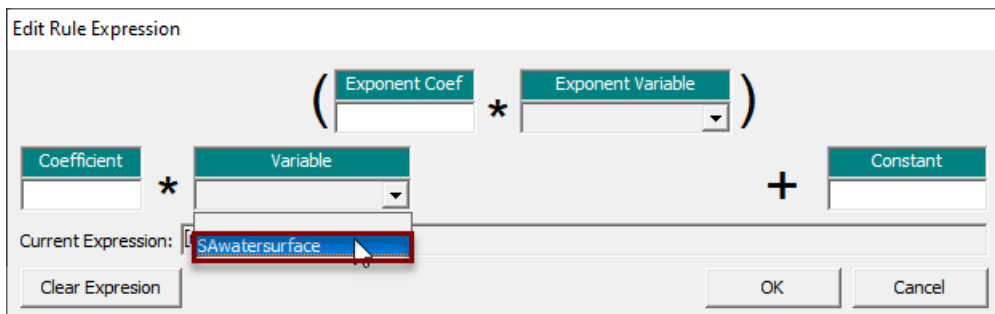 Edit Rule Expression
( Exponent Coef * Exponent Variable )
Coefficient * Variable + Constant
Current Expression:
SAwatersurface
Clear Expresion OK Cancel